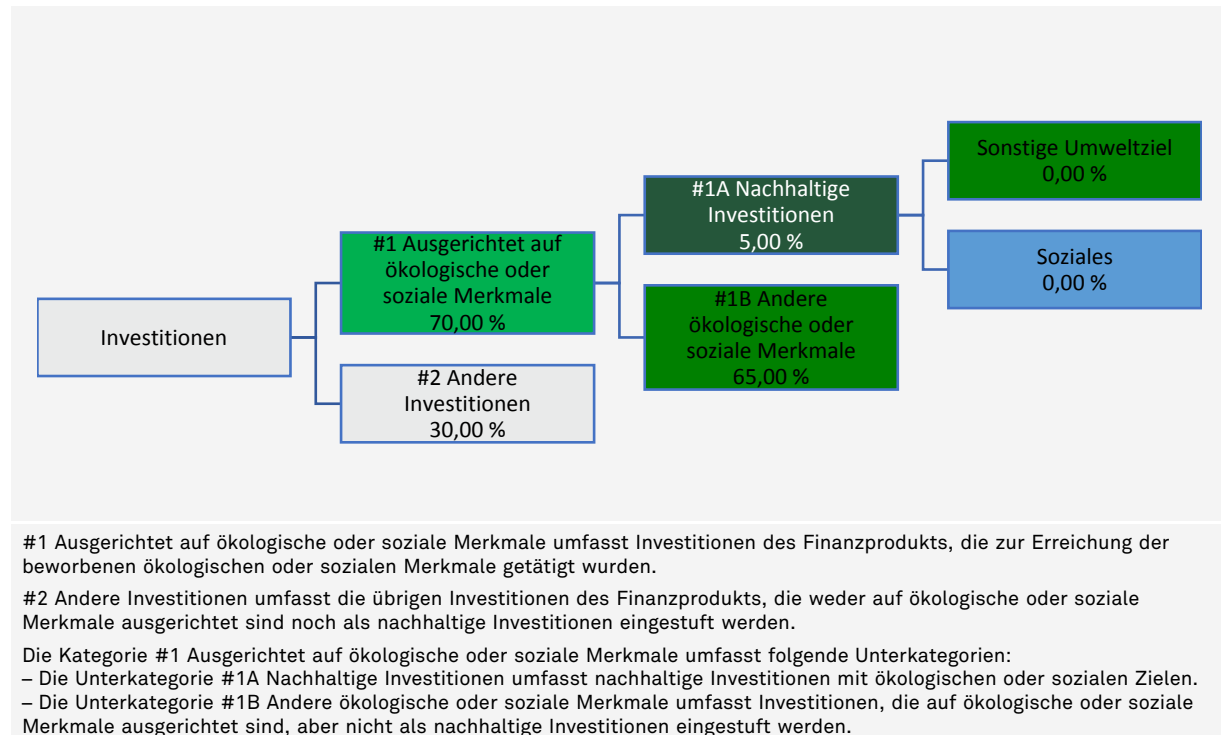 Investitionen
#1 Ausgerichtet auf
ökologische oder
soziale Merkmale
70,00 %
#2 Andere
Investitionen
30,00 %
#1A Nachhaltige
Investitionen
5,00 %
#1B Andere
ökologische oder
soziale Merkmale
65,00 %
Sonstige Umweltziel
0,00 %
Soziales
0,00 %
#1 Ausgerichtet auf ökologische oder soziale Merkmale umfasst Investitionen des Finanzprodukts, die zur Erreichung der
beworbenen ökologischen oder sozialen Merkmale getätigt wurden.
#2 Andere Investitionen umfasst die übrigen Investitionen des Finanzprodukts, die weder auf ökologische oder soziale
Merkmale ausgerichtet sind noch als nachhaltige Investitionen eingestuft werden.
Die Kategorie #1 Ausgerichtet auf ökologische oder soziale Merkmale umfasst folgende Unterkategorien:
– Die Unterkategorie #1A Nachhaltige Investitionen umfasst nachhaltige Investitionen mit ökologischen oder sozialen Zielen.
– Die Unterkategorie #1B Andere ökologische oder soziale Merkmale umfasst Investitionen, die auf ökologische oder soziale
Merkmale ausgerichtet sind, aber nicht als nachhaltige Investitionen eingestuft werden.